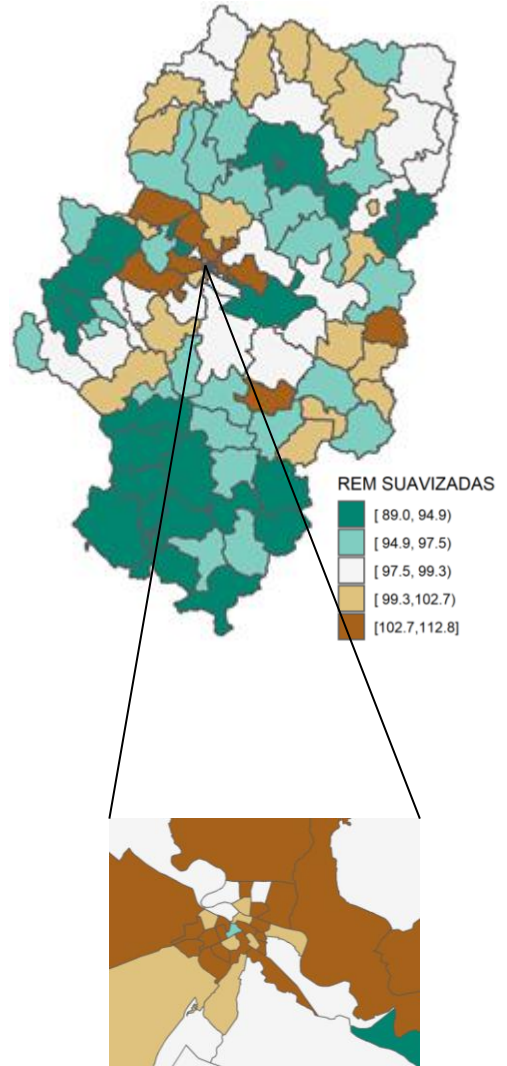 REM SUAVIZADAS
[ 89.0, 94.9)
[ 94.9, 97.5)
[ 97.5, 99.3)
[ 99.3,102.7)
[102.7,112.8]